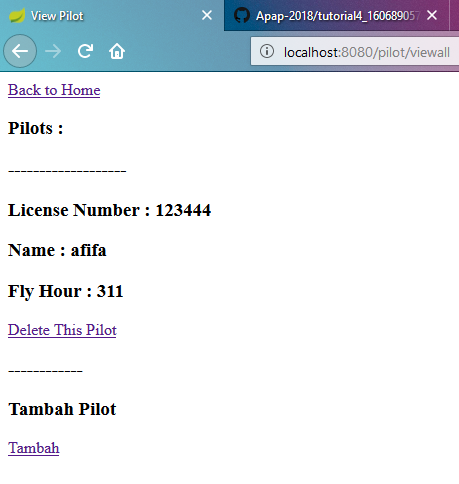 View Pilot
Apap-2018/tutorial4_16068905
localhost:8080/pilot/viewall
Back to Home
Pilots :
-------------------
License Number : 123444
Name : afifa
Fly Hour : 311
Delete This Pilot
------------
Tambah Pilot
Tambah